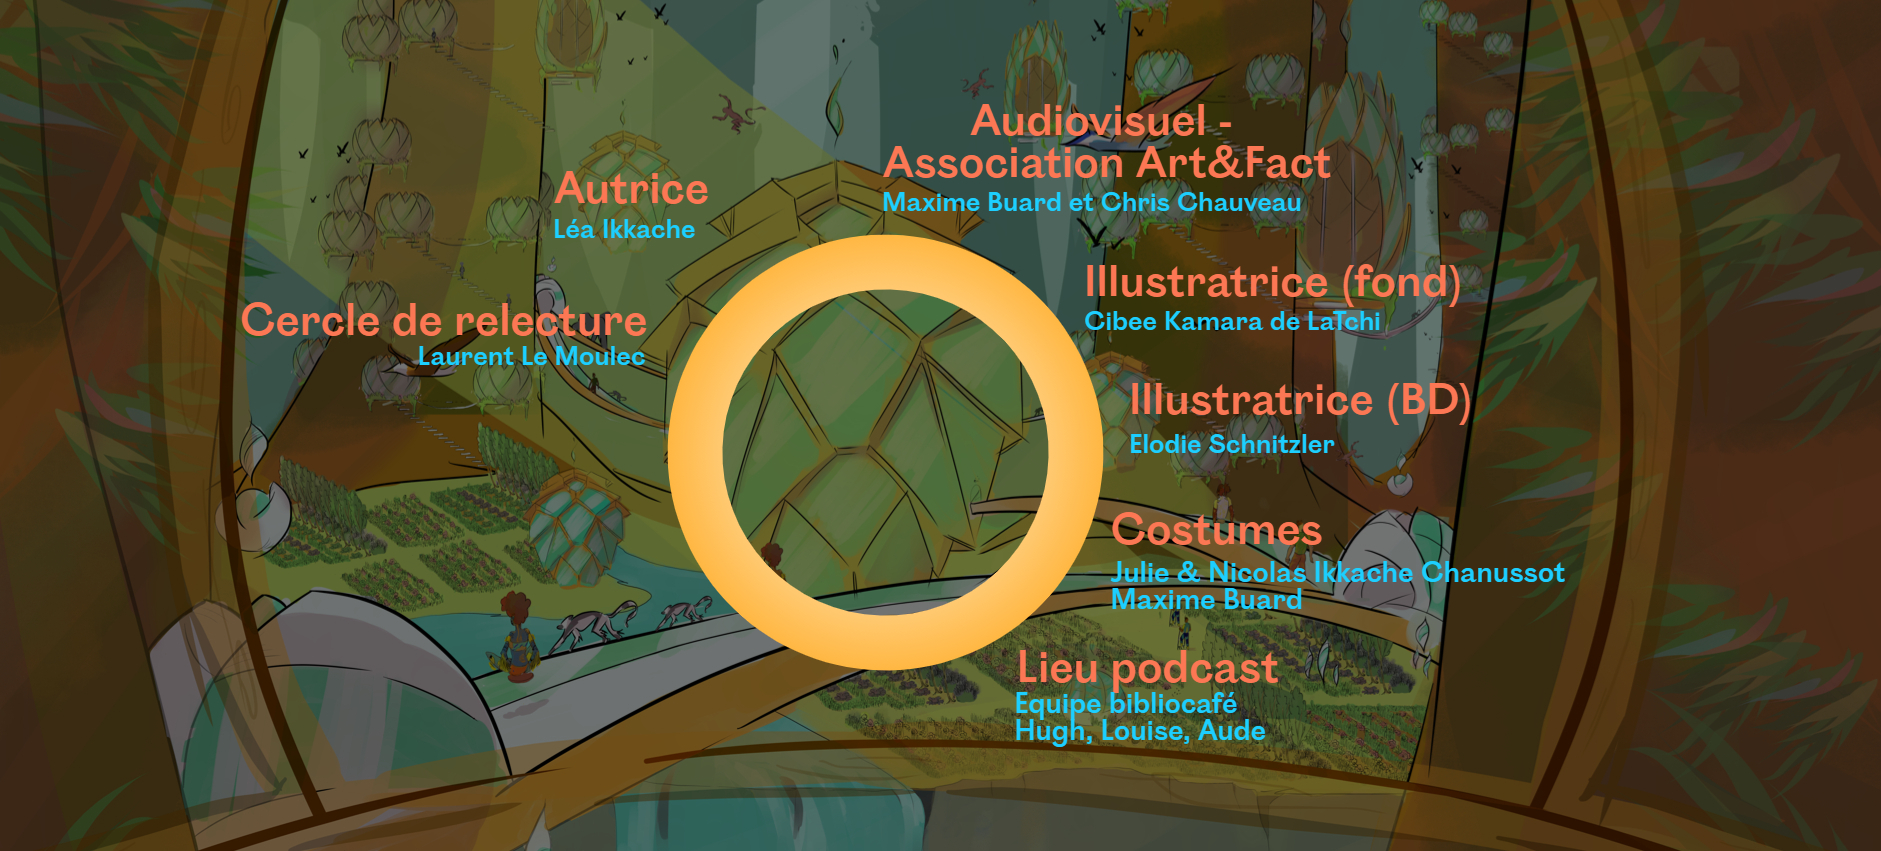 Autrice
Léa Ikkache
Cercle de relecture
Laurent Le Moulec
Audiovisuel -
Association Art&Fact
Maxime Buard et Chris Chauveau
Illustratrice (fond)
Cibee Kamara de LaTchi
Illustratrice (BD)
Elodie Schnitzler
Costumes
Julie & Nicolas Ikkache Chanussot
Maxime Buard
Lieu podcast
Equipe bibliocafé
Hugh, Louise, Aude